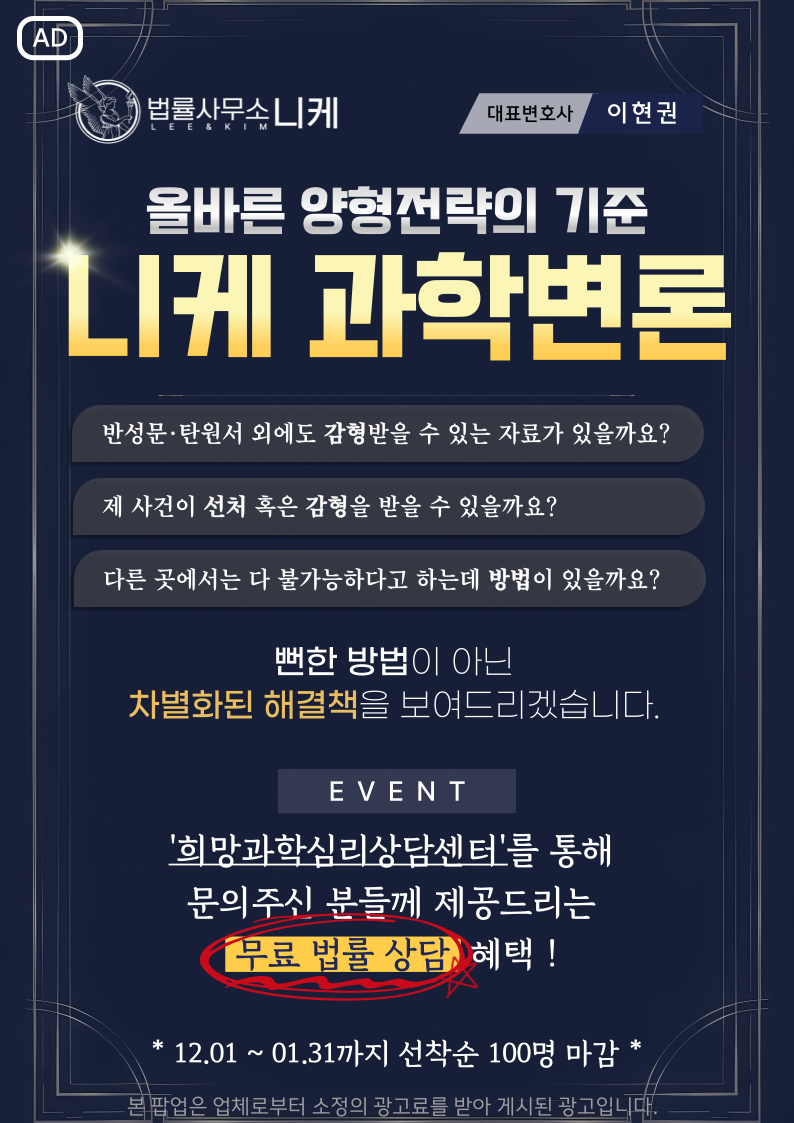 AD
법률사무소 니케
LEE & KIM
대표변호사 이현권
올바른 양형전략의 기준
니케 과학변론
반성문·탄원서 외에도 감형받을 수 있는 자료가 있을까요?
제 사건이 선처 혹은 감형을 받을 수 있을까요?
다른 곳에서는 다 불가능하다고 하는데 방법이 있을까요?
뻔한 방법이 아닌
차별화된 해결책을 보여드리겠습니다.
EVENT
'희망과학심리상담센터'를 통해
문의주신 분들께 제공드리는
무료 법률 상담 혜택 !
* 12.01 ~ 01.31까지 선착순 100명 마감 *
본 팝업은 업체로부터 소정의 광고료를 받아 게시된 광고입니다.